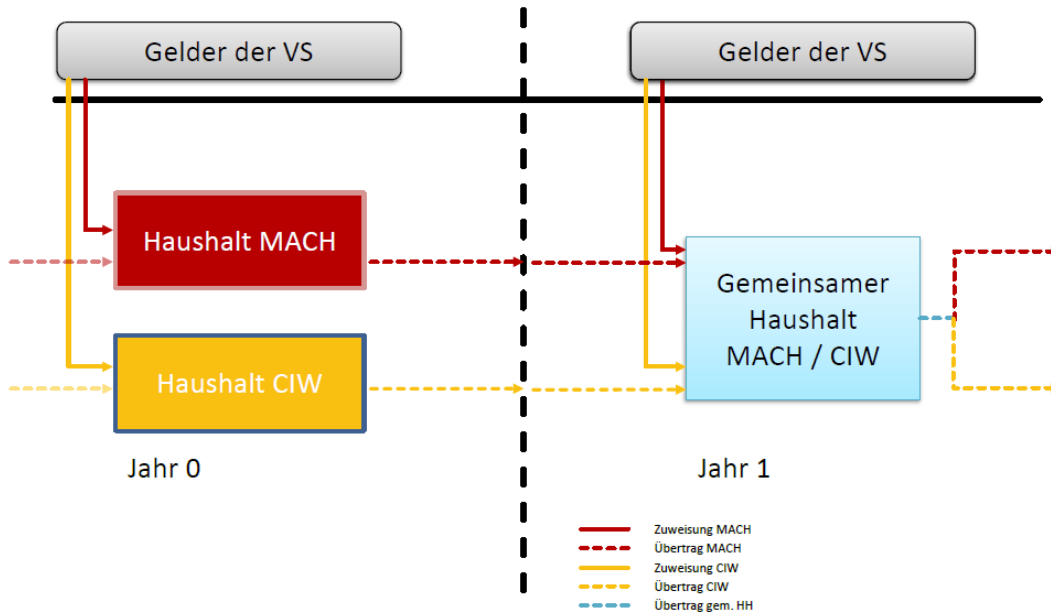 Gelder der VS
Gelder der VS
Haushalt MACH
Haushalt CIW
Gemeinsamer
Haushalt
MACH / CIW
Jahr 0
Jahr 1
Zuweisung MACH
Übertrag MACH
Zuweisung CIW
Übertrag CIW
Übertrag gem. HH